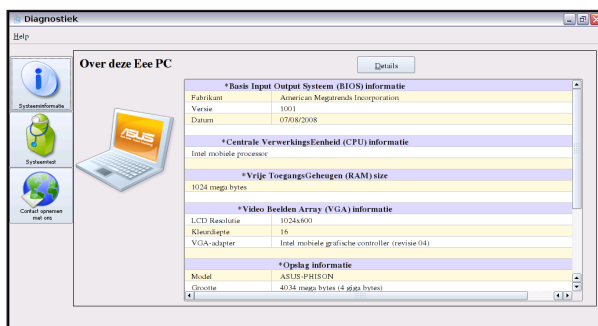 Diagnostiek
Help
Over deze Eee PC
Details
Systeeminformatie
Systeemtest
Contact opnemen
met ons
ASUS
*Basis Input Output Systeem (BIOS) informatie
Fabrikant American Megatrends Incorporation
Versie 1001
Datum 07/08/2008
*Centrale VerwerkingsEenheid (CPU) informatie
Intel mobiele processor
*Vrije ToegangsGeheugen (RAM) size
1024 mega bytes
*Video Beelden Array (VGA) informatie
LCD Resolutie 1024x600
Kleurdiepte 16
VGA-adapter Intel mobiele grafische controller (revisie 04)
*Opslag informatie
Model ASUS-PHISON
Grootte 4034 mega bytes (4 giga bytes)